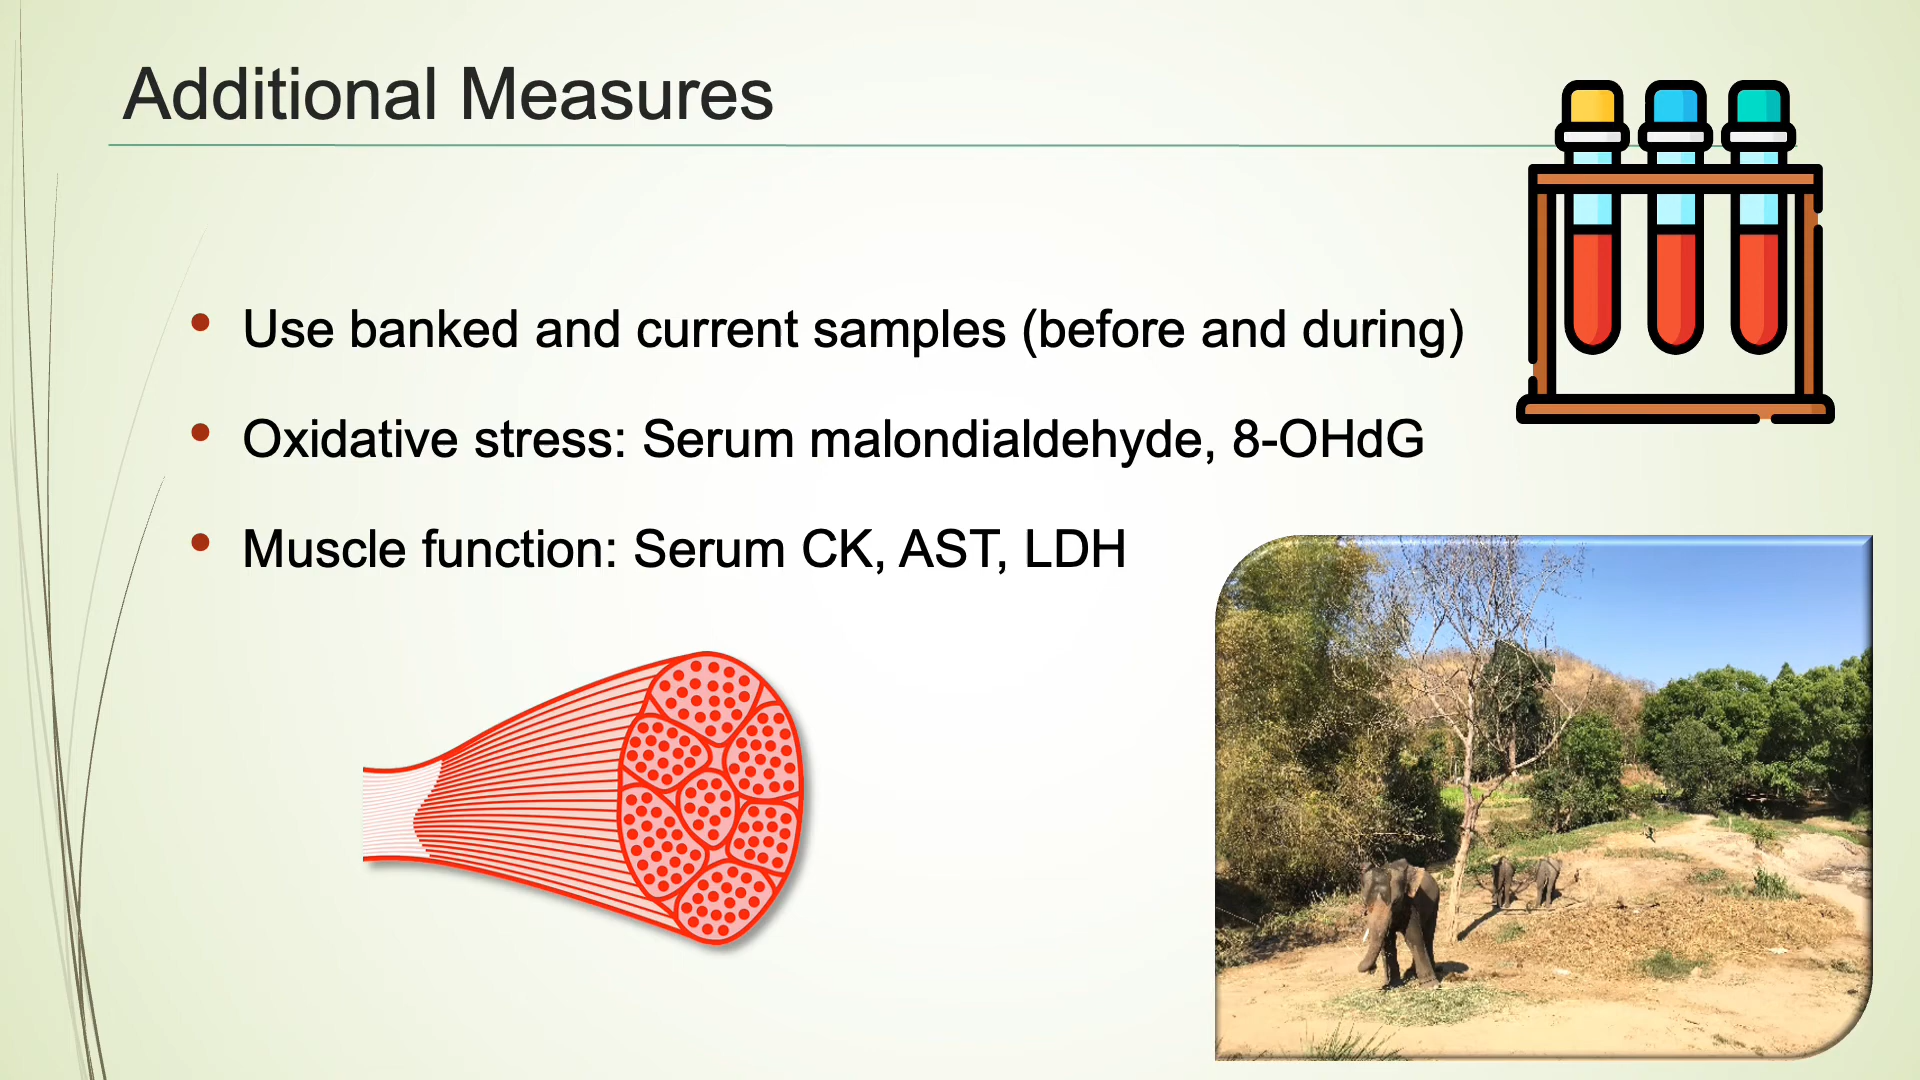 Additional Measures
• Use banked and current samples (before and during)
• Oxidative stress: Serum malondialdehyde, 8-OHdG
• Muscle function: Serum CK, AST, LDH